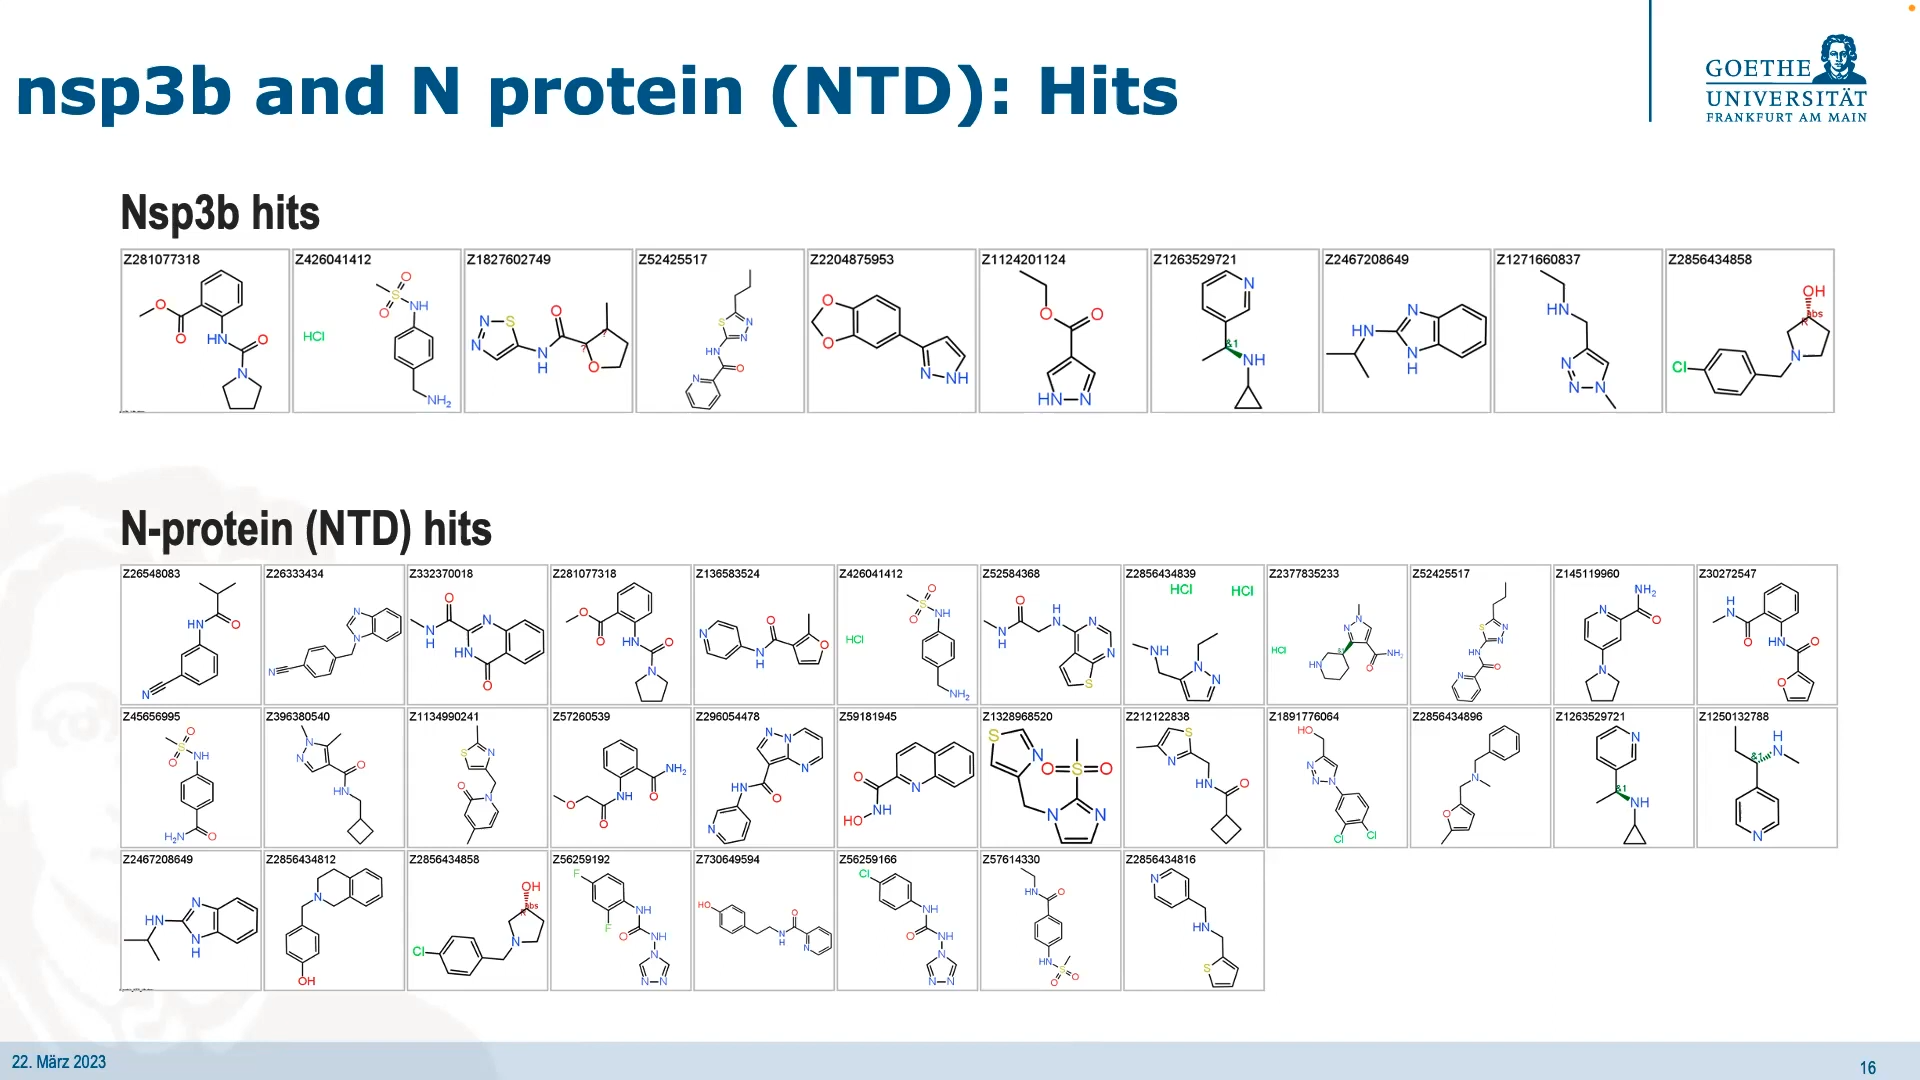 nsp3b and N protein (NTD): Hits
GOETHE
UNIVERSITÄT
FRANKFURT AM MAIN
Nsp3b hits
Z281077318 Z426041412 Z1827602749 Z52425517 Z2204875953 Z1124201124 Z1263529721 Z2467208649 Z1271660837 Z2856434858
N-protein (NTD) hits
Z26548083 Z26333434 Z332370018 Z281077318 Z136583524 Z426041412 Z52584368 Z2856434839 Z2377835233 Z52425517 Z145119960 Z30272547
Z45656995 Z396380540 Z1134990241 Z57260539 Z296054478 Z59181945 Z1328968520 Z212122838 Z1891776064 Z2856434896 Z1263529721 Z1250132788
Z2467208649 Z2856434812 Z2856434858 Z56259192 Z730649594 Z56259166 Z57614330 Z2856434816
22. März 2023
16